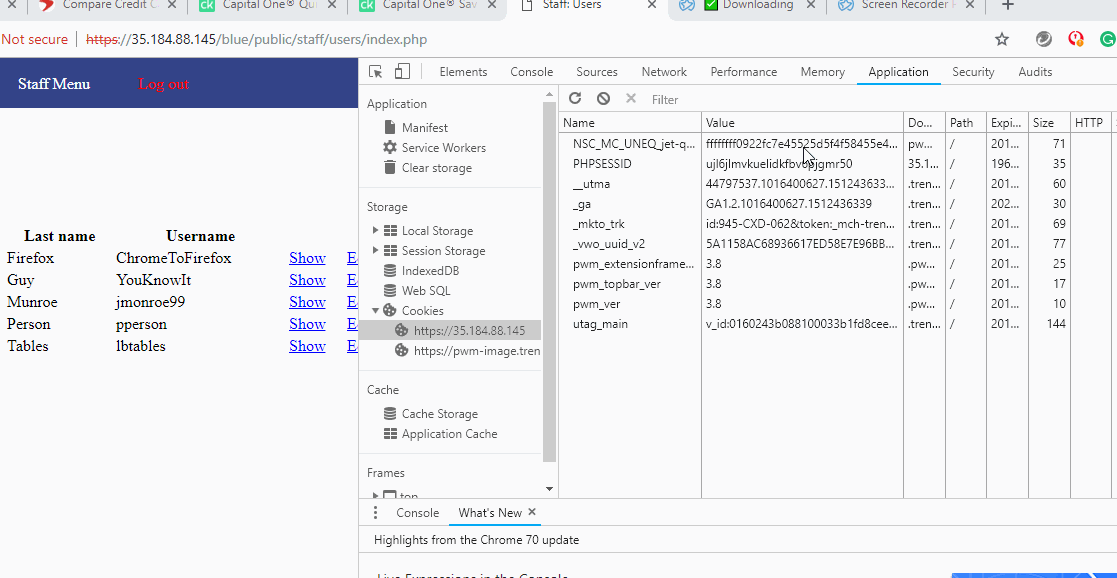 Compare Credit C
Capital One® Qu
Capital One® Sav
Staff: Users
Downloading
Screen Recorder
Not secure | https://35.184.88.145/blue/public/staff/users/index.php
Staff Menu Log out
Last name Username
Firefox ChromeToFirefox Show E
Guy YouKnowIt Show E
Munroe jmonroe99 Show E
Person pperson Show E
Tables lbtables Show E
Elements Console Sources Network Performance Memory Application Security Audits
Application
Manifest
Service Workers
Clear storage
Storage
Local Storage
Session Storage
IndexedDB
Web SQL
Cookies
https://35.184.88.145
https://pwm-image.tren
Cache
Cache Storage
Application Cache
Frames
top
Filter
Name Value Do... Path Expi... Size HTTP
NSC_MC_UNEQ_jet-q... ffffffff0922fc7e45525d5f4f58455e4... pw... / 201... 71
PHPSESSID 35.1... / 196... 35
__utma 44797537.1016400627.151243633... .tren... / 201... 60
_ga GA1.2.1016400627.1512436339 .tren... / 202... 30
_mkto_trk id:945-CXD-062&token:_mch-tren... .tren... / 201... 69
_vwo_uuid_v2 5A1158AC68936617ED58E7E96BB... .tren... / 201... 77
pwm_extensionframe... 3.8 .pw... / 201... 25
pwm_topbar_ver 3.8 .pw... / 201... 17
pwm_ver 3.8 .pw... / 201... 10
utag_main v_id:0160243b088100033b1fd8cee... .tren... / 201... 144
Console What's New
Highlights from the Chrome 70 update
Live Expressions in the Console